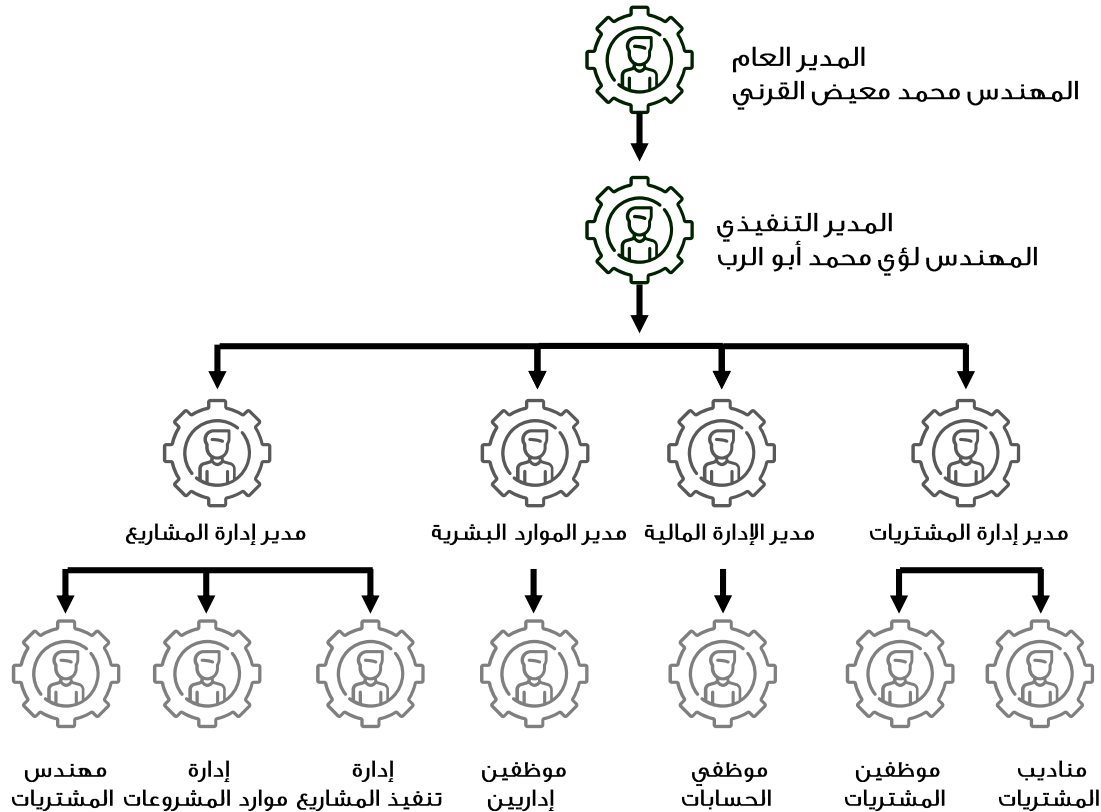 المدير العام
المهندس محمد معيض القرني
المدير التنفيذي
المهندس لؤي محمد أبو الرب
مدير إدارة المشتريات
مدير الإدارة المالية
مدير الموارد البشرية
مدير إدارة المشاريع
مناديب
المشتريات
موظفين
المشتريات
موظفي
الحسابات
موظفين
إداريين
إدارة
تنفيذ المشاريع
إدارة
موارد المشروعات
مهندس
المشتريات